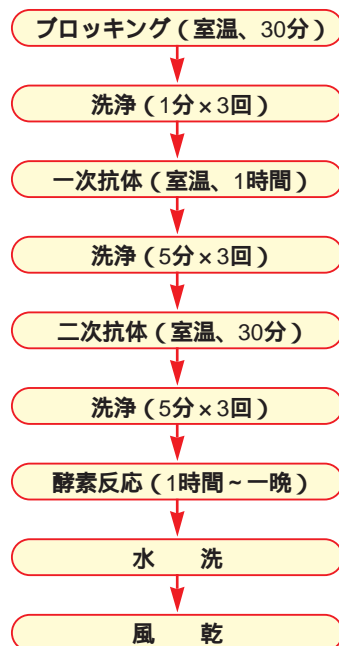 ブロッキング（室温、30分）
洗浄（1分×3回）
一次抗体（室温、1時間）
洗浄（5分×3回）
二次抗体（室温、30分）
洗浄（5分×3回）
酵素反応（1時間～一晩）
水　洗
風　乾